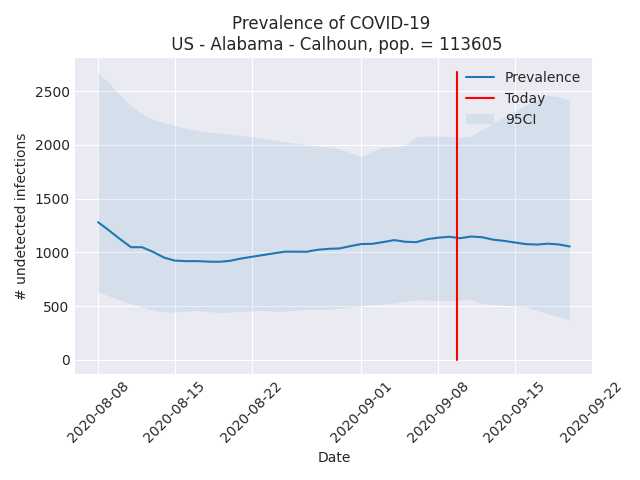 Prevalence of COVID-19
US - Alabama - Calhoun, pop. = 113605
Prevalence
Today
95CI
# undetected infections
2500
2000
1500
1000
500
0
2020-08-08
2020-08-15
2020-08-22
2020-09-01
2020-09-08
2020-09-15
2020-09-22
Date